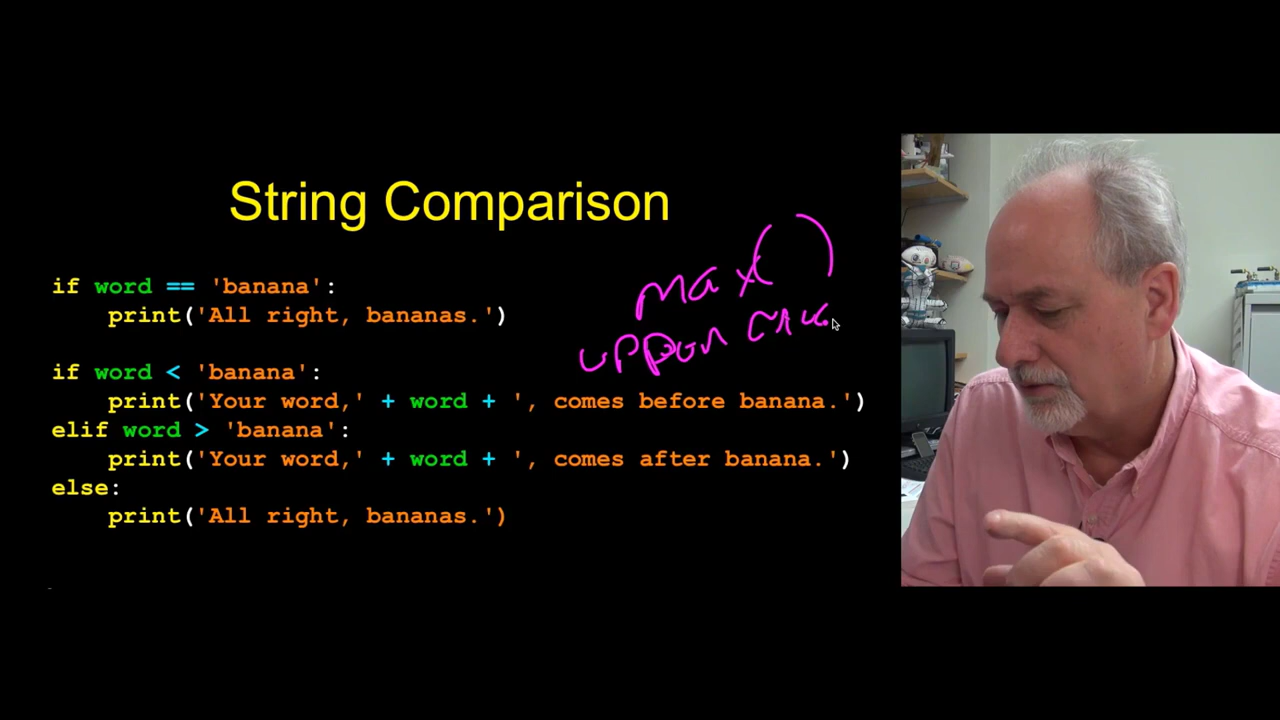 String Comparison
max( )
upper case
if word == 'banana':
print('All right, bananas.')
if word < 'banana':
print('Your word,' + word + ', comes before banana.')
elif word > 'banana':
print('Your word,' + word + ', comes after banana.')
else:
print('All right, bananas.')